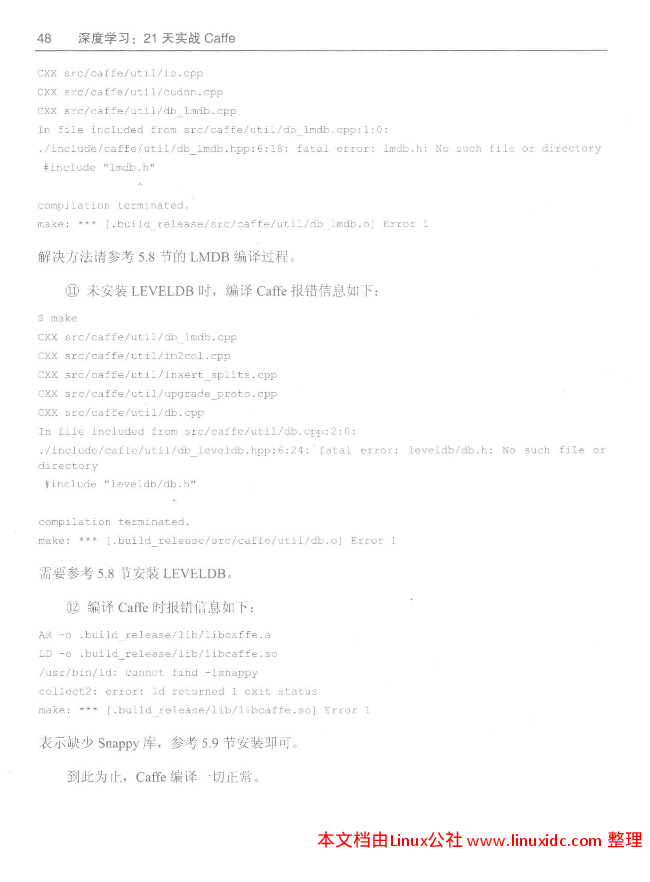 48 深度学习：21 天实战 Caffe
CXX src/caffe/util/io.cpp
CXX src/caffe/util/cudnn.cpp
CXX src/caffe/util/db_lmdb.cpp
In file included from src/caffe/util/db_lmdb.cpp:1:0:
./include/caffe/util/db_lmdb.hpp:6:18: fatal error: lmdb.h: No such file or directory
#include "lmdb.h"
^
compilation terminated.
make: *** [.build_release/src/caffe/util/db_lmdb.o] Error 1
解决方法请参考 5.8 节的 LMDB 编译过程。
⑪ 未安装 LEVELDB 时，编译 Caffe 报错信息如下：
$ make
CXX src/caffe/util/db_lmdb.cpp
CXX src/caffe/util/im2col.cpp
CXX src/caffe/util/insert_splits.cpp
CXX src/caffe/util/upgrade_proto.cpp
CXX src/caffe/util/db.cpp
In file included from src/caffe/util/db.cpp:2:0:
./include/caffe/util/db_leveldb.hpp:6:24: fatal error: leveldb/db.h: No such file or
directory
#include "leveldb/db.h"
^
compilation terminated.
make: *** [.build_release/src/caffe/util/db.o] Error 1
需要参考 5.8 节安装 LEVELDB。
⑫ 编译 Caffe 时报错信息如下：
AR -o .build_release/lib/libcaffe.a
LD -o .build_release/lib/libcaffe.so
/usr/bin/ld: cannot find -lsnappy
collect2: error: ld returned 1 exit status
make: *** [.build_release/lib/libcaffe.so] Error 1
表示缺少 Snappy 库，参考 5.9 节安装即可。
到此为止，Caffe 编译一切正常。
本文档由Linux公社 www.linuxidc.com 整理